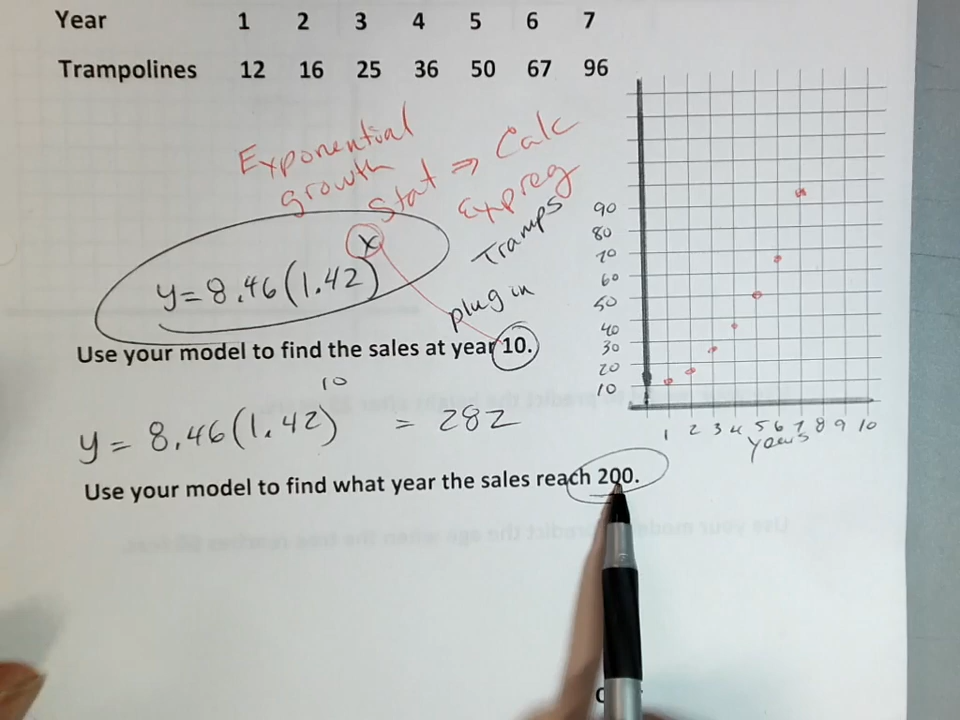 Year 1 2 3 4 5 6 7
Trampolines 12 16 25 36 50 67 96
Exponential
growth
Stat ⇒ Calc
Expreg
y=8.46(1.42)^x
Tramps
plug in
Use your model to find the sales at year 10.
y = 8.46(1.42)^10 = 282
Use your model to find what year the sales reach 200.
90
80
70
60
50
40
30
20
10
1 2 3 4 5 6 7 8 9 10
years